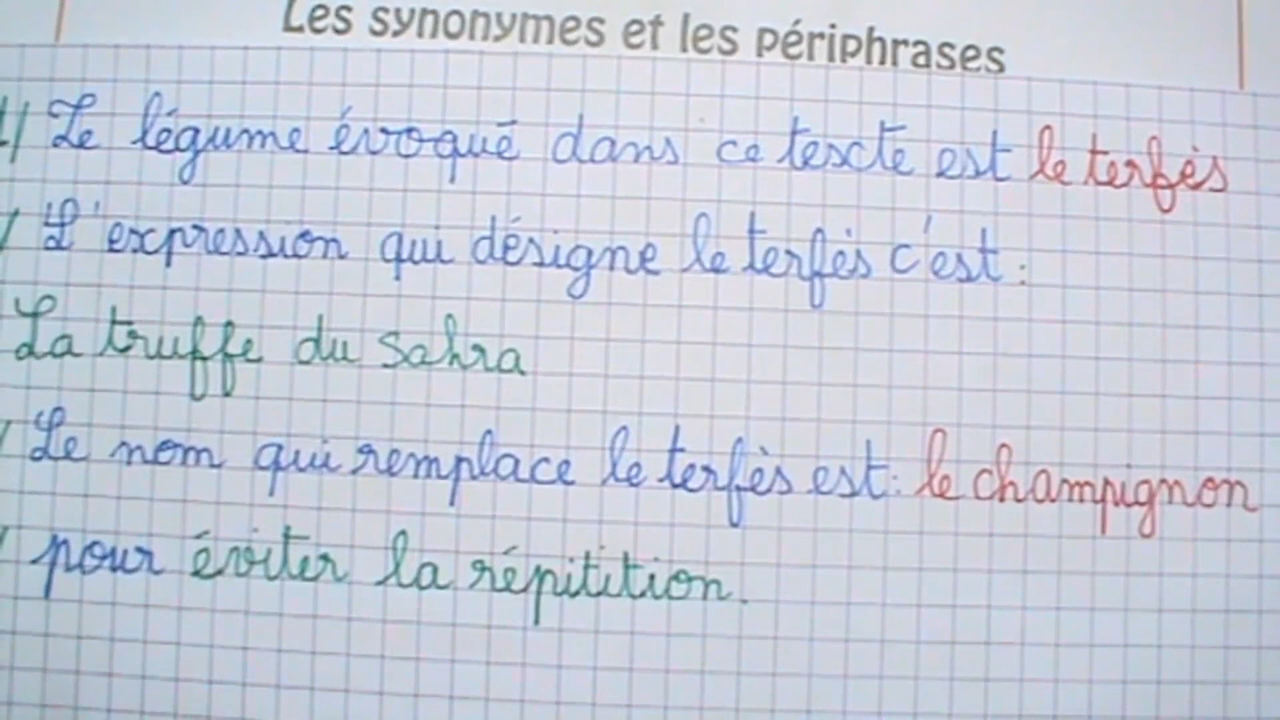 Les synonymes et les périphrases
1/ Le légume évoqué dans ce texte est le terfès
/ L'expression qui désigne le terfès c'est :
La truffe du Sahra
/ Le nom qui remplace le terfès est : le champignon
/ pour éviter la répitition.